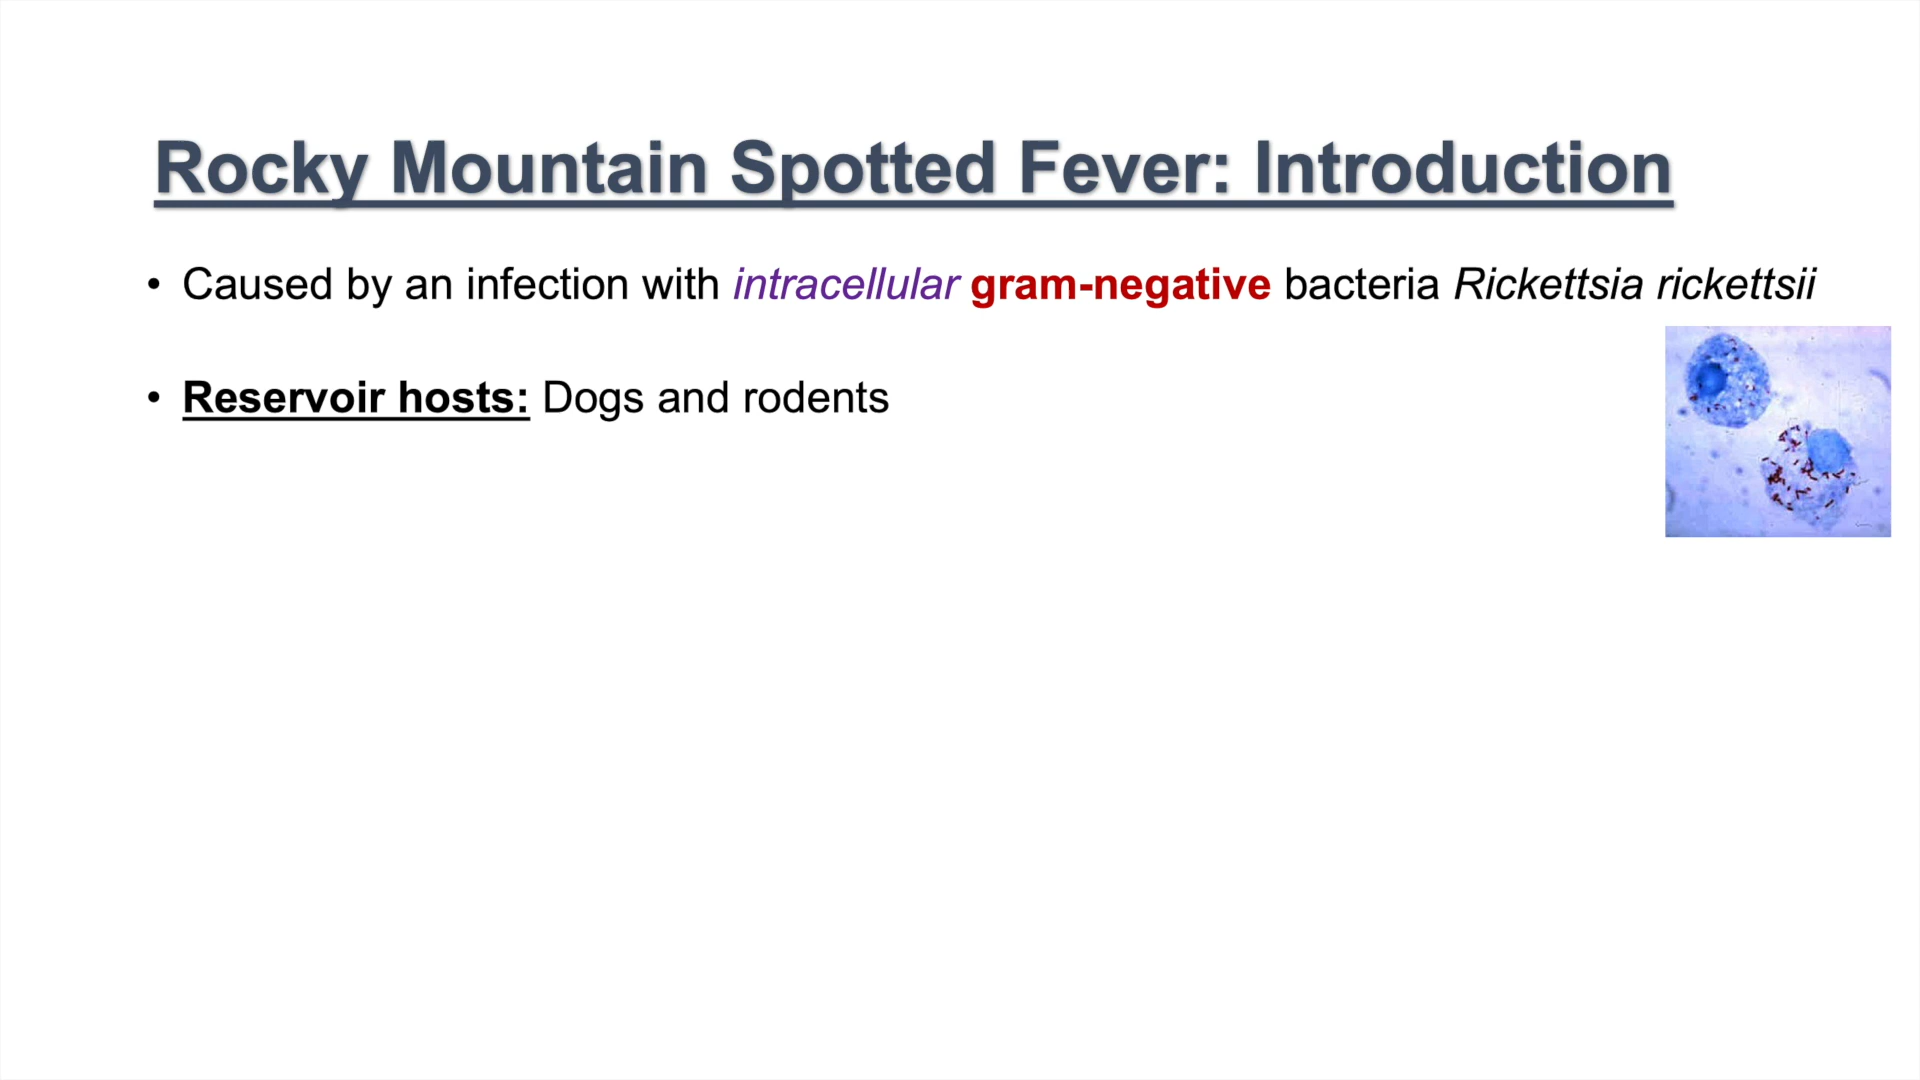 Rocky Mountain Spotted Fever: Introduction
• Caused by an infection with intracellular gram-negative bacteria Rickettsia rickettsii
• Reservoir hosts: Dogs and rodents